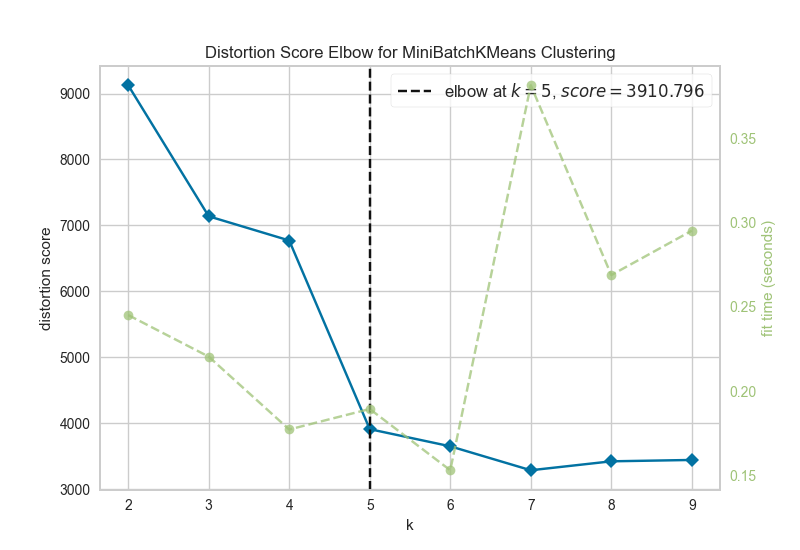 Distortion Score Elbow for MiniBatchKMeans Clustering
elbow at k = 5, score = 3910.796
distortion score
9000
8000
7000
6000
5000
4000
3000
0.35
0.30
0.25
0.20
0.15
fit time (seconds)
2 3 4 5 6 7 8 9
k